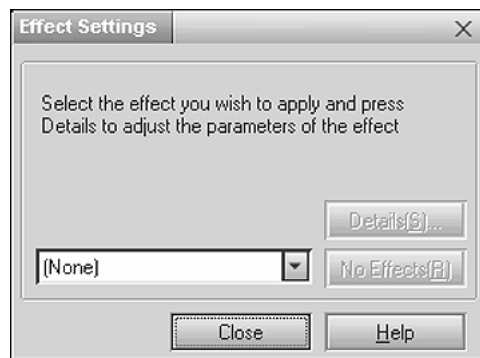 Effect Settings
Select the effect you wish to apply and press
Details to adjust the parameters of the effect
Details(S)...
(None)
No Effects(R)
Close
Help